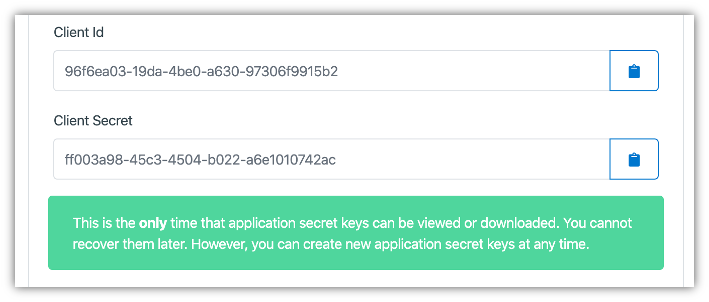 Client Id
96f6ea03-19da-4be0-a630-97306f9915b2
Client Secret
ff003a98-45c3-4504-b022-a6e1010742ac
This is the only time that application secret keys can be viewed or downloaded. You cannot
recover them later. However, you can create new application secret keys at any time.